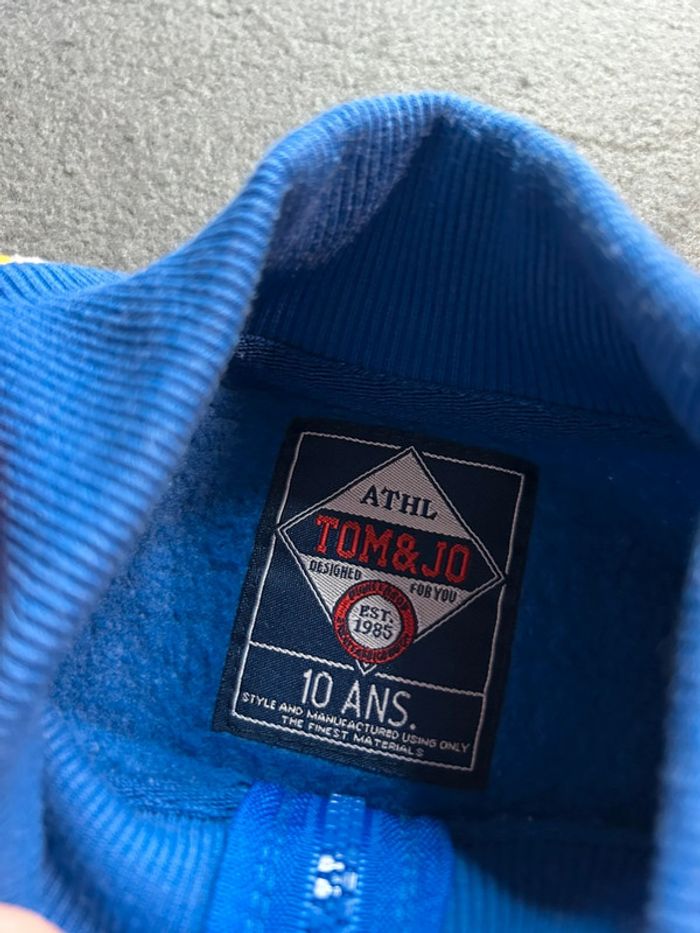 ATHL
TOM&JO
DESIGNED FOR YOU
EST.
1985
10 ANS.
STYLE AND MANUFACTURED USING ONLY
THE FINEST MATERIALS